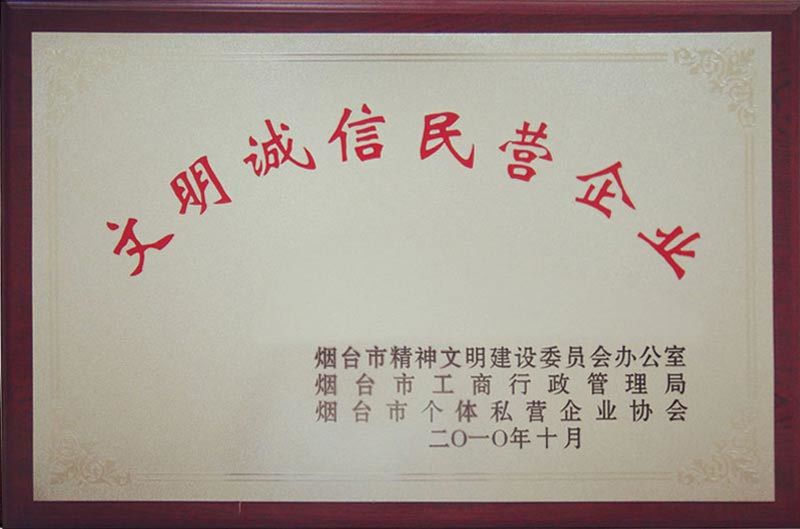 文明诚信民营企业
烟台市精神文明建设委员会办公室
烟台市工商行政管理局
烟台市个体私营企业协会
二〇一〇年十月